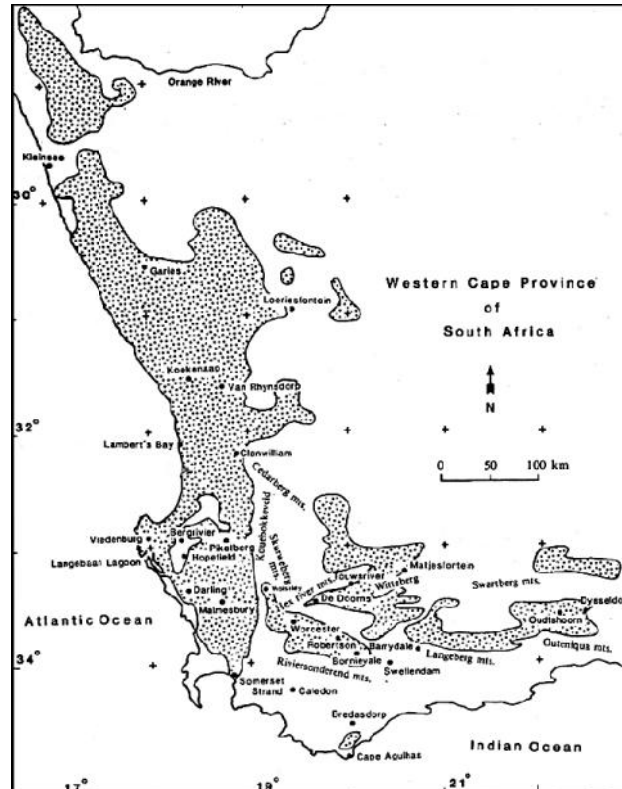 Orange River
Kleinsee
30°
Garies
Western Cape Province
of
South Africa
Loeriesfontein
N
Koekenaap
Van Rhynsdorp
32°
Lambert's Bay
Clanwilliam
0 50 100 km
Cedarberg mts.
Kouebokkeveld
Skurweberg
mts.
Vredenburg
Bergrivier
Piketberg
Hopefield
Langebaan Lagoon
Touwsriver
Matjesfontein
Witteberg
Hex river mts.
De Doorns
Swartberg mts.
Darling
Malmesbury
Dysselsdorp
Oudtshoorn
Atlantic Ocean
Worcester
Robertson
Barrydale
Bonnievale
Langeberg mts.
Outeniqua mts.
Riviersonderend mts.
Swellendam
34°
Somerset
Strand
Caledon
Bredasdorp
Indian Ocean
Cape Agulhas
17°
19°
21°